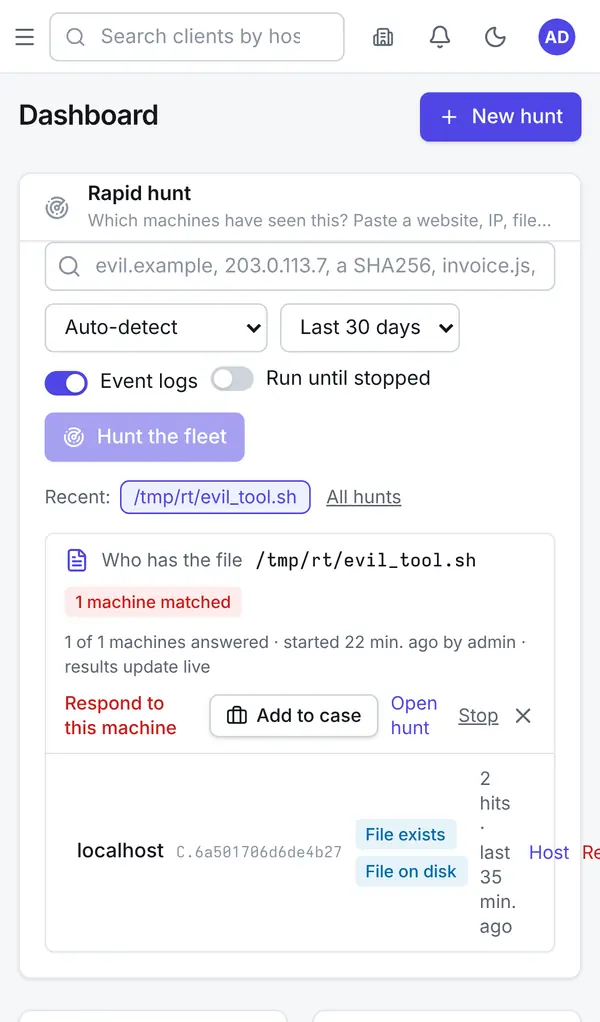 Search clients by hos
AD
Dashboard
+ New hunt
Rapid hunt
Which machines have seen this? Paste a website, IP, file...
evil.example, 203.0.113.7, a SHA256, invoice.js,
Auto-detect
Last 30 days
Event logs
Run until stopped
Hunt the fleet
Recent: /tmp/rt/evil_tool.sh All hunts
Who has the file /tmp/rt/evil_tool.sh
1 machine matched
1 of 1 machines answered · started 22 min. ago by admin ·
results update live
Respond to
this machine
Add to case
Open
hunt
Stop
localhost C.6a501706d6de4b27
File exists
File on disk
2
hits
·
last
35
min.
ago
Host Re